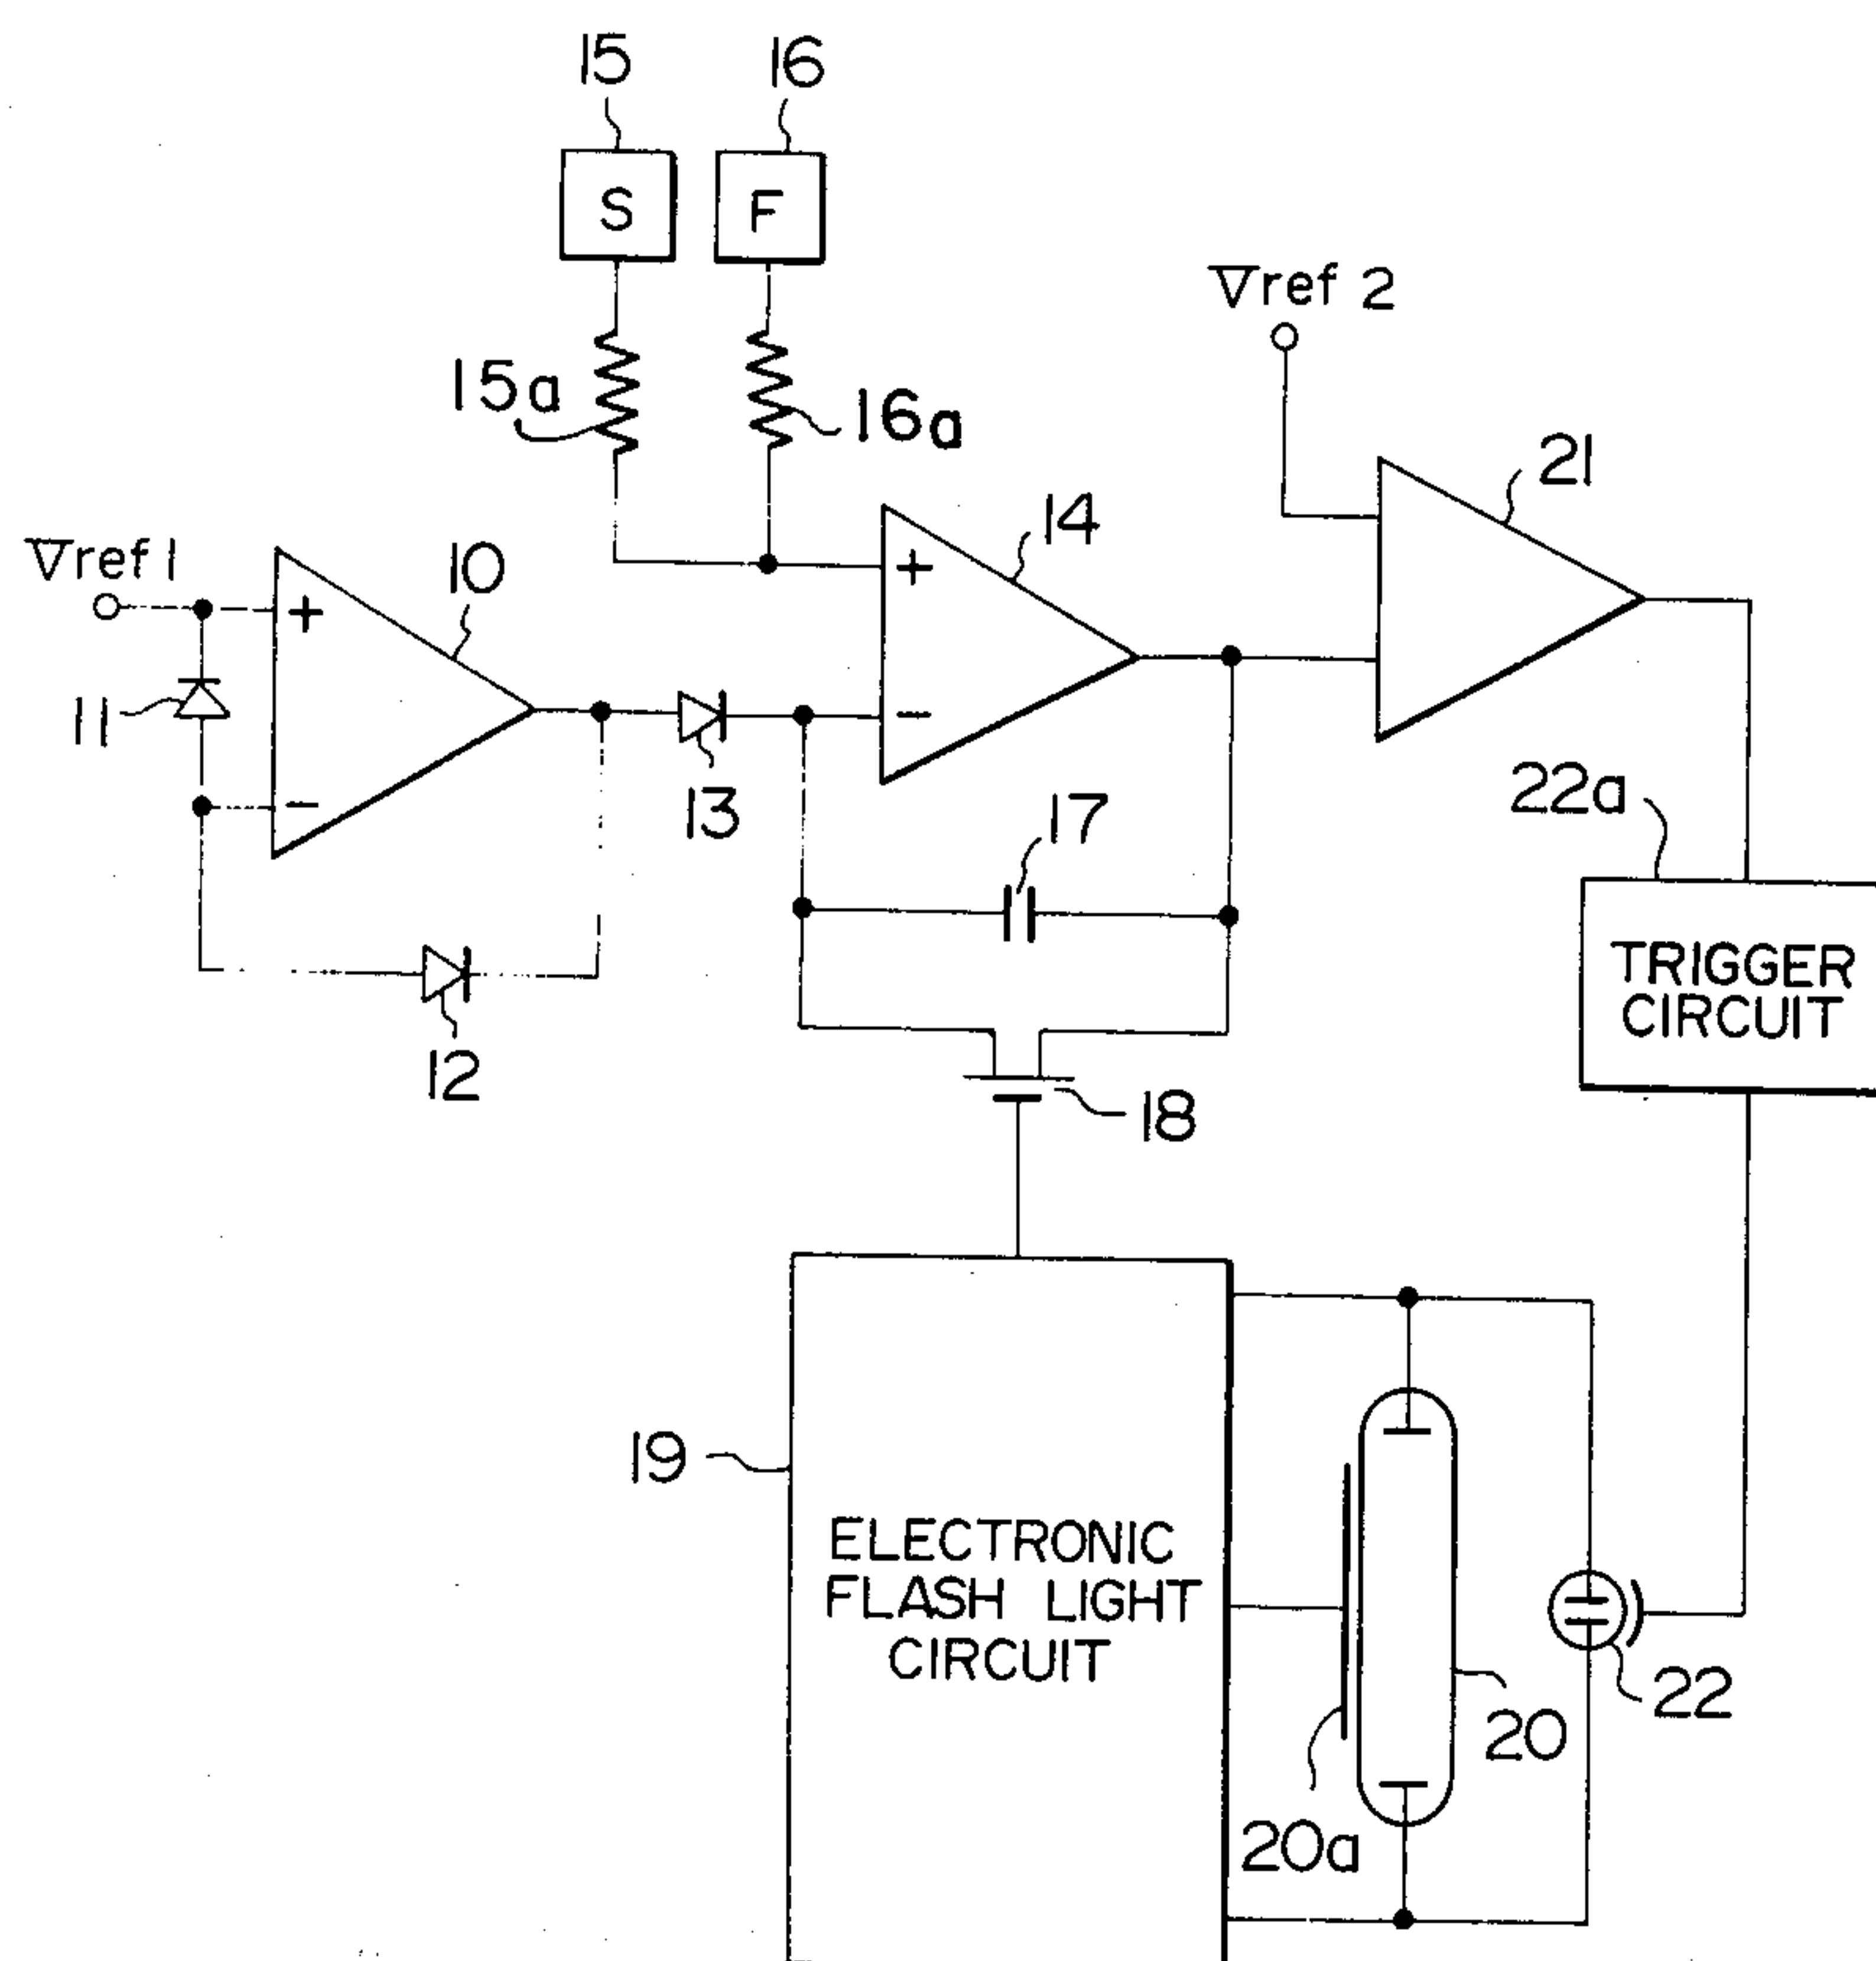 15 16
S F
Vref 2
15a 16a
21
14
Vref 1 10
+ +
11 − −
13 22a
17
12
TRIGGER
CIRCUIT
18
19
ELECTRONIC
FLASH LIGHT
CIRCUIT
22
20
20a